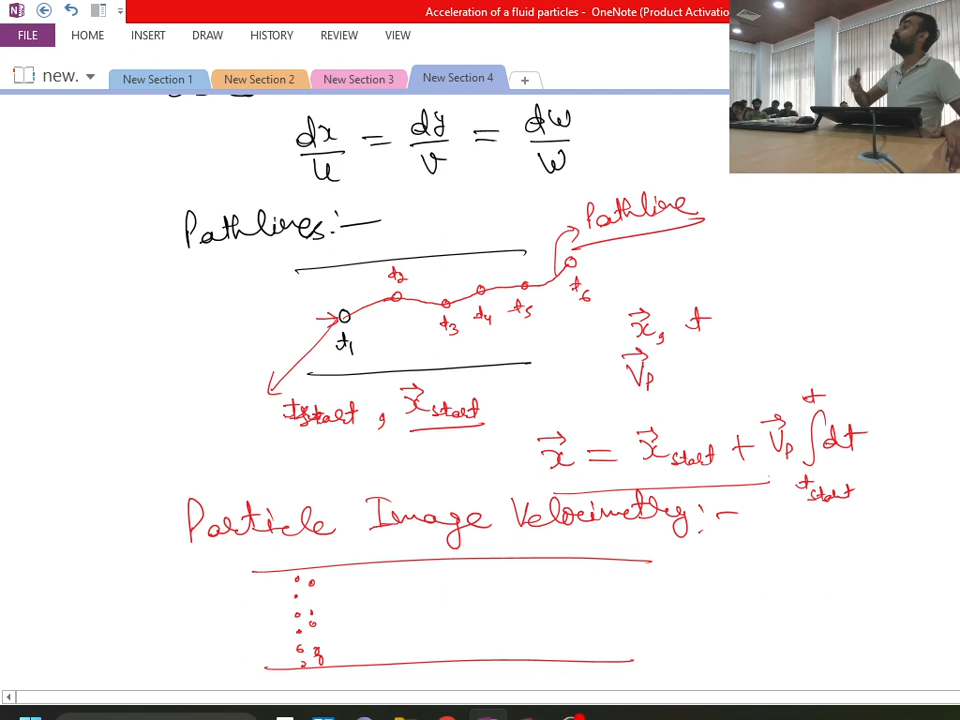 Acceleration of a fluid particles - OneNote (Product Activatio
FILE HOME INSERT DRAW HISTORY REVIEW VIEW
new. New Section 1 New Section 2 New Section 3 New Section 4 +
dx/u = dy/v = dw/w
Pathlines:-
Pathline
t2
t1 t3 t4 t5 t6
x⃗, t
V⃗p
tstart, x⃗start
x⃗ = x⃗start + V⃗p ∫tstart^t dt
Particle Image Velocimetry:-